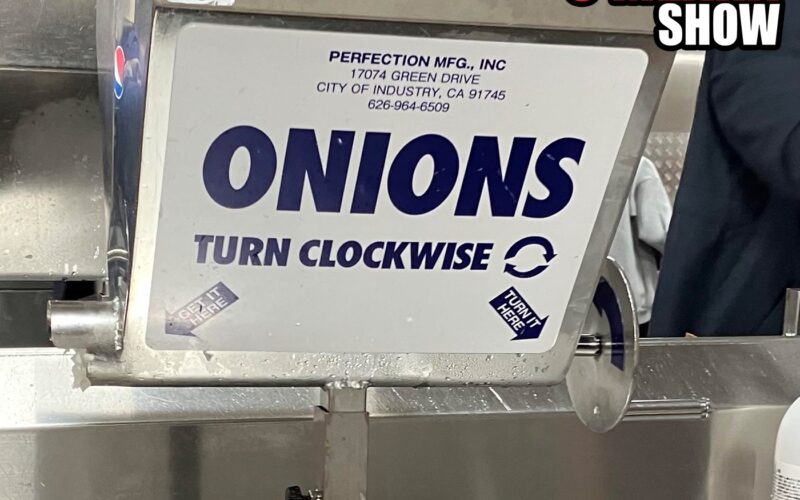 SHOW
PERFECTION MFG., INC
17074 GREEN DRIVE
CITY OF INDUSTRY, CA 91745
626-964-6509
ONIONS
TURN CLOCKWISE
GET IT
HERE
TURN IT
HERE